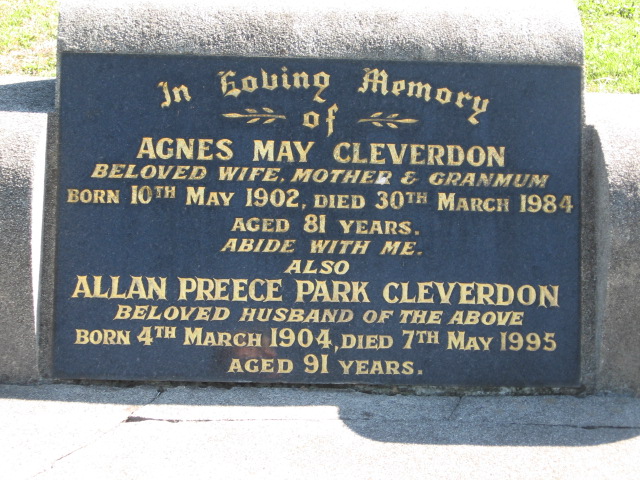 In Loving Memory
of
AGNES MAY CLEVERDON
BELOVED WIFE, MOTHER & GRANMUM
BORN 10TH MAY 1902, DIED 30TH MARCH 1984
AGED 81 YEARS.
ABIDE WITH ME.
ALSO
ALLAN PREECE PARK CLEVERDON
BELOVED HUSBAND OF THE ABOVE
BORN 4TH MARCH 1904, DIED 7TH MAY 1995
AGED 91 YEARS.